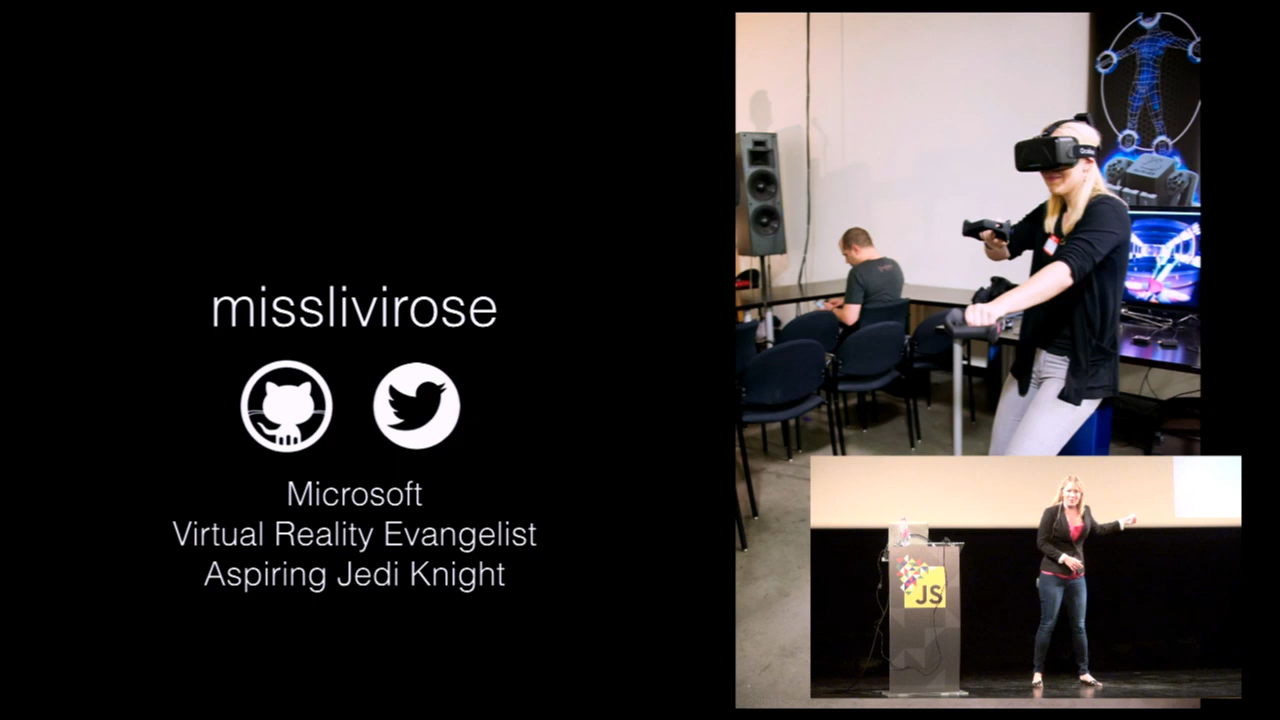 misslivirose
Microsoft
Virtual Reality Evangelist
Aspiring Jedi Knight
JS